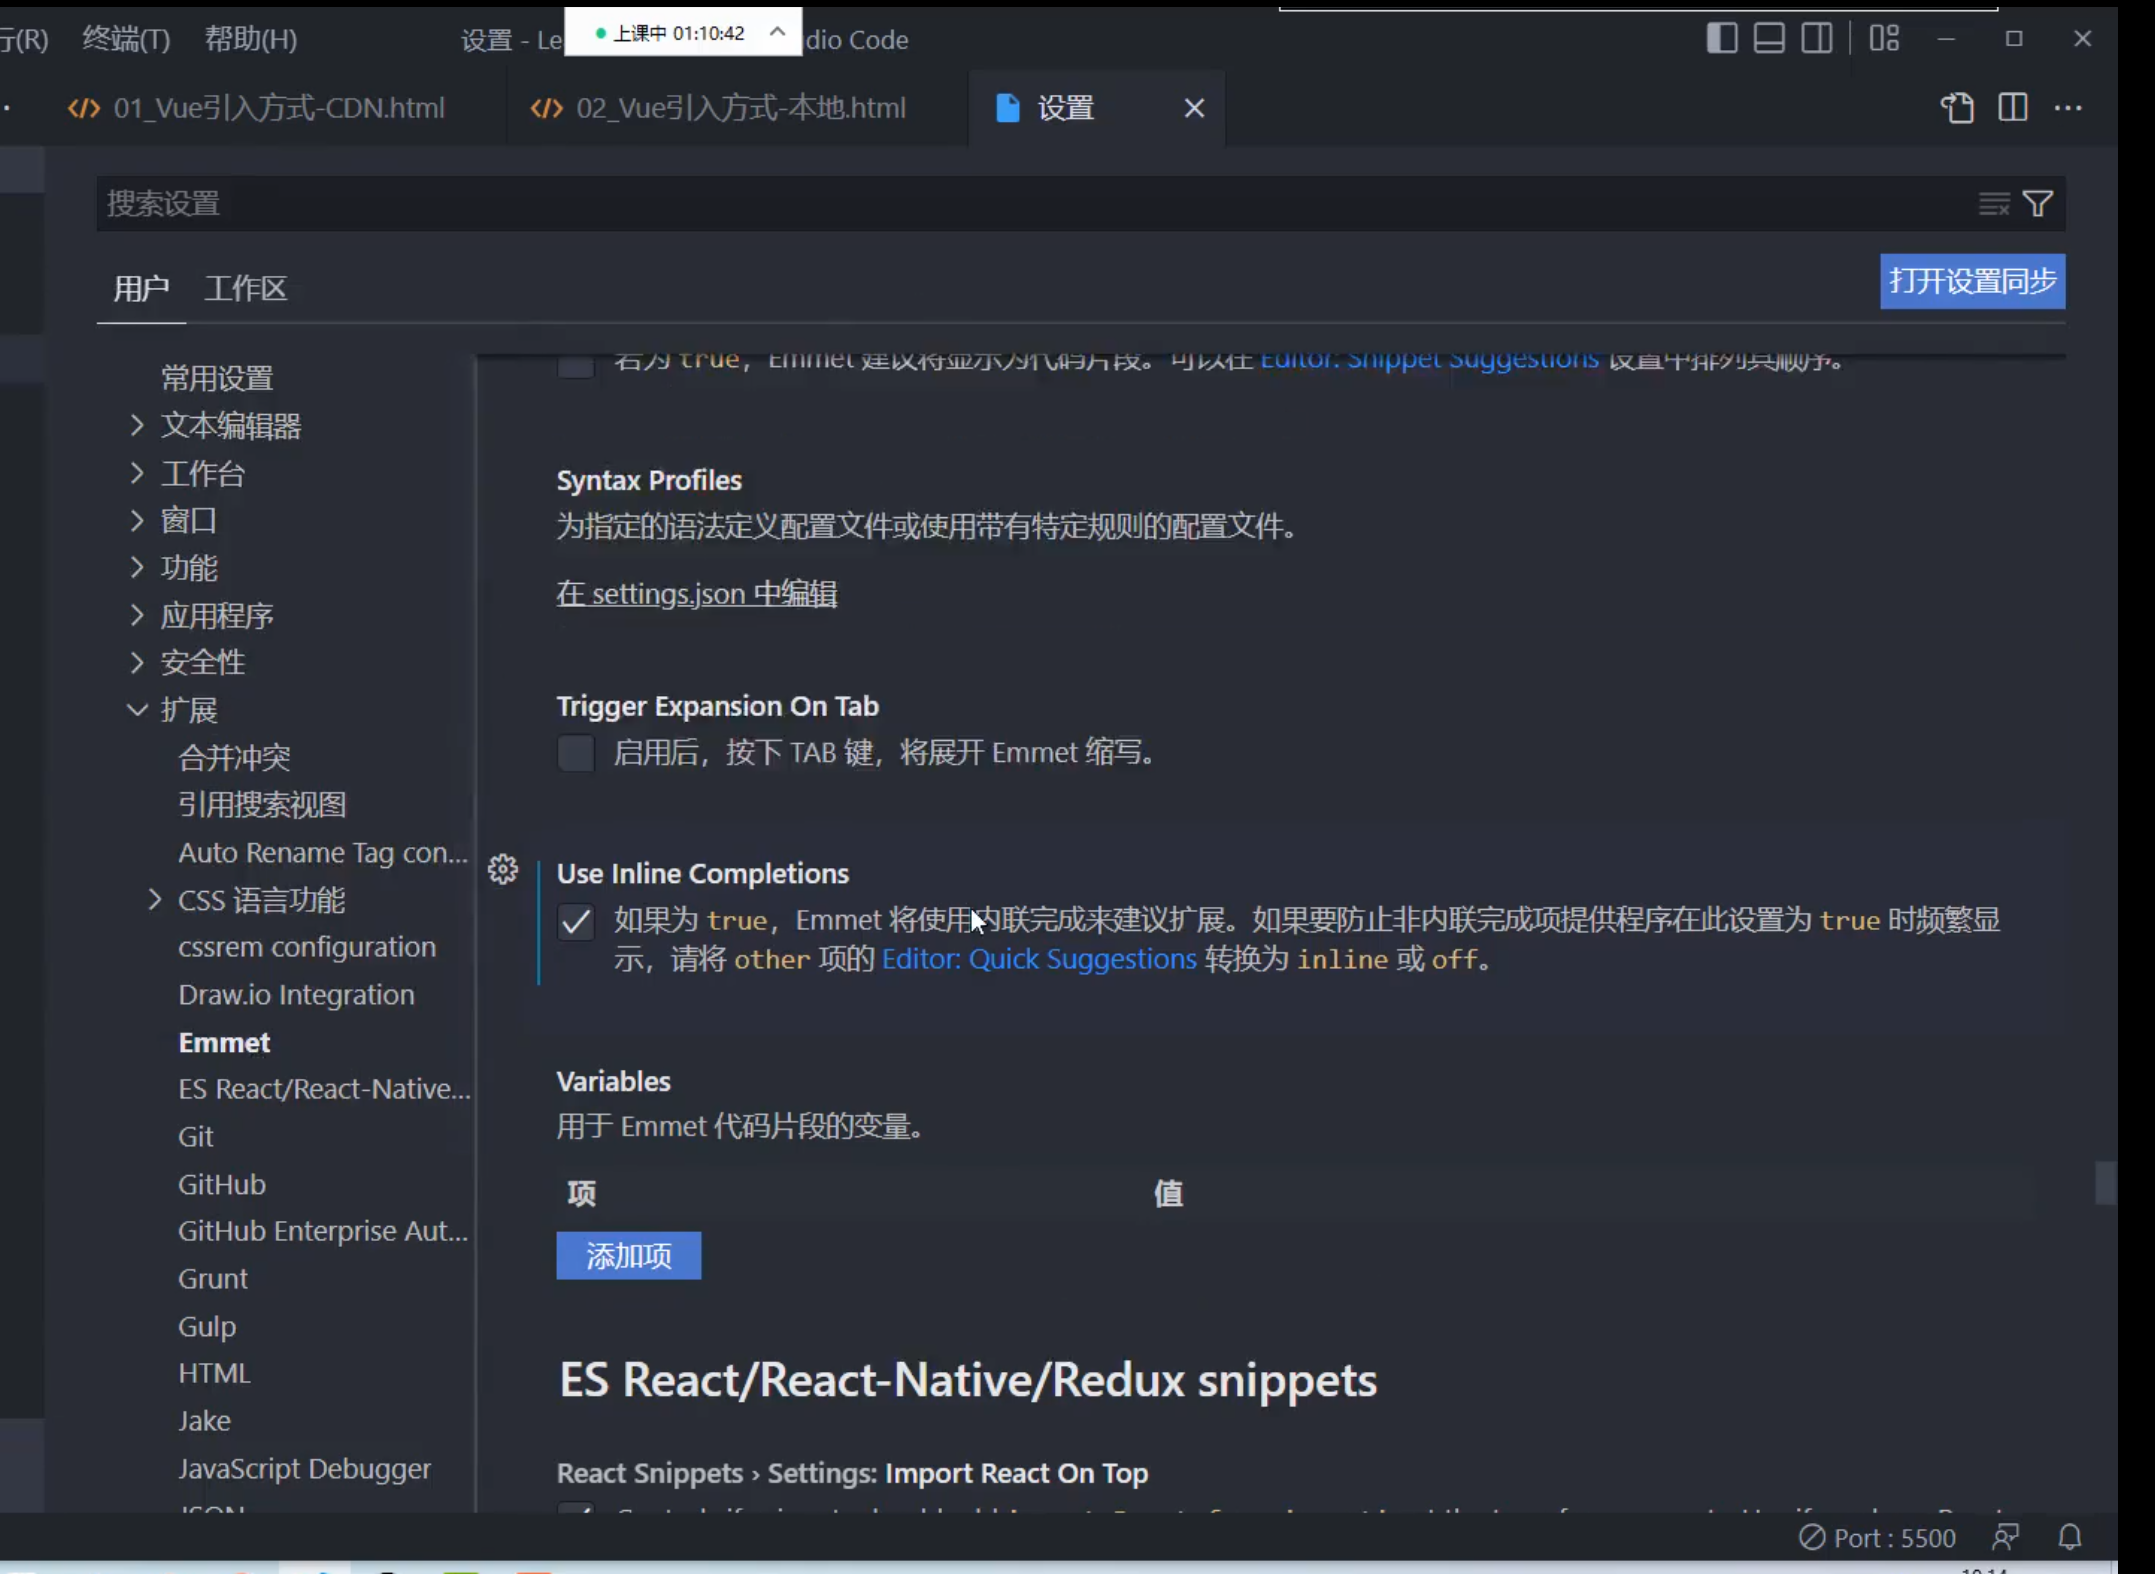 行(R) 终端(T) 帮助(H) 设置 - Le 上课中 01:10:42 dio Code
01_Vue引入方式-CDN.html 02_Vue引入方式-本地.html 设置
搜索设置
用户 工作区 打开设置同步
常用设置
文本编辑器
工作台
窗口
功能
应用程序
安全性
扩展
合并冲突
引用搜索视图
Auto Rename Tag con...
CSS 语言功能
cssrem configuration
Draw.io Integration
Emmet
ES React/React-Native...
Git
GitHub
GitHub Enterprise Aut...
Grunt
Gulp
HTML
Jake
JavaScript Debugger
JSON
若为 true，Emmet 建议将显示为代码片段。可以在 Editor: Snippet Suggestions 设置中排列其顺序。
Syntax Profiles
为指定的语法定义配置文件或使用带有特定规则的配置文件。
在 settings.json 中编辑
Trigger Expansion On Tab
启用后，按下 TAB 键，将展开 Emmet 缩写。
Use Inline Completions
如果为 true，Emmet 将使用内联完成来建议扩展。如果要防止非内联完成项提供程序在此设置为 true 时频繁显
示，请将 other 项的 Editor: Quick Suggestions 转换为 inline 或 off。
Variables
用于 Emmet 代码片段的变量。
项 值
添加项
ES React/React-Native/Redux snippets
React Snippets › Settings: Import React On Top
Port : 5500